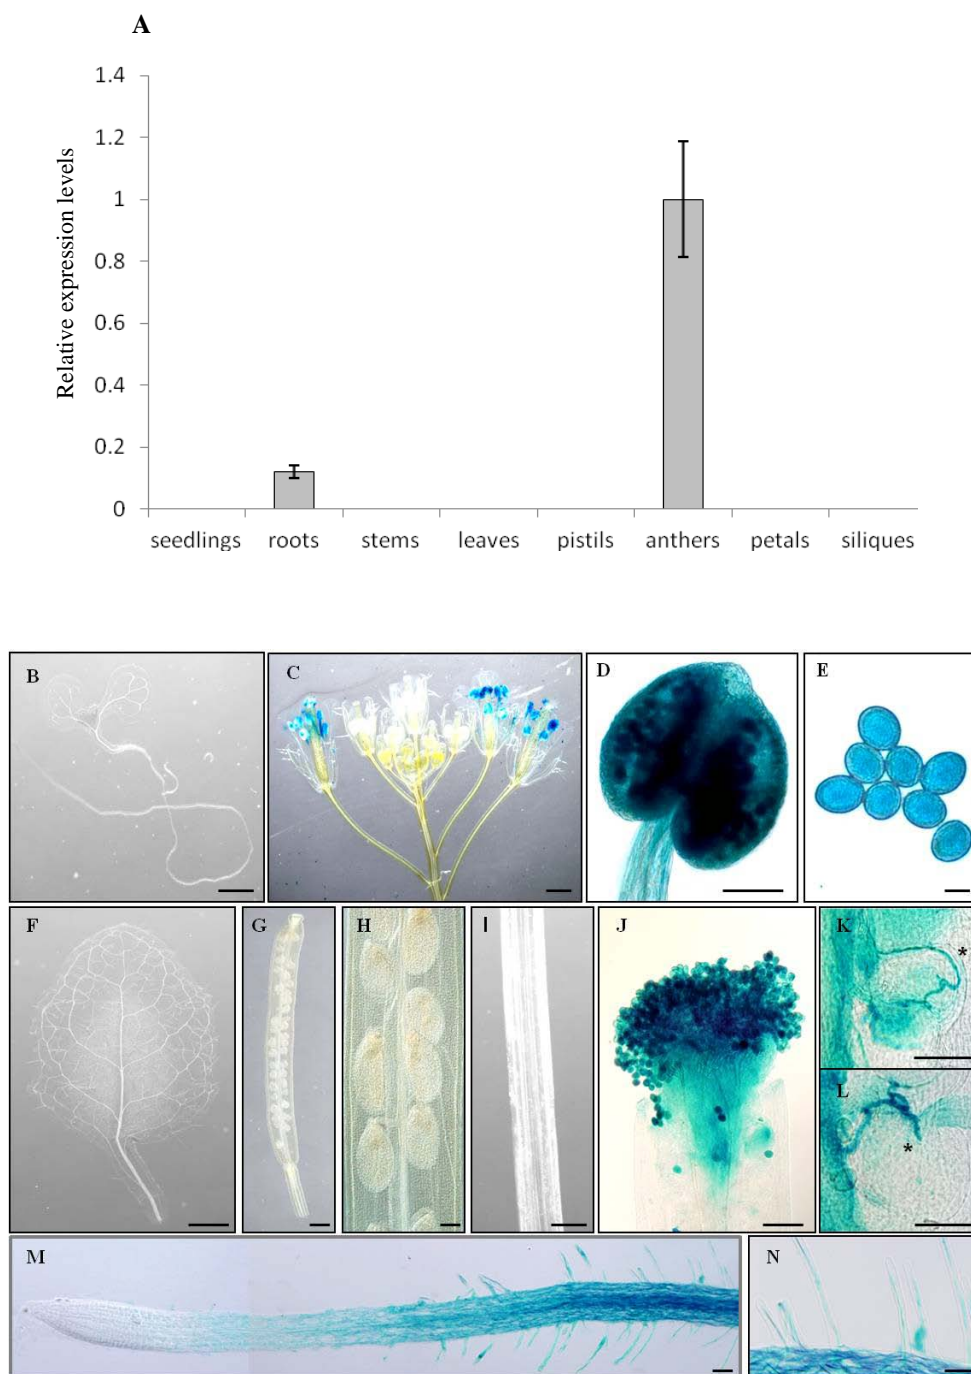 A
Relative expression levels
1.4
1.2
1
0.8
0.6
0.4
0.2
0
seedlings roots stems leaves pistils anthers petals siliques
B
C
D
E
F
G
H
I
J
K
*
L
*
M
N